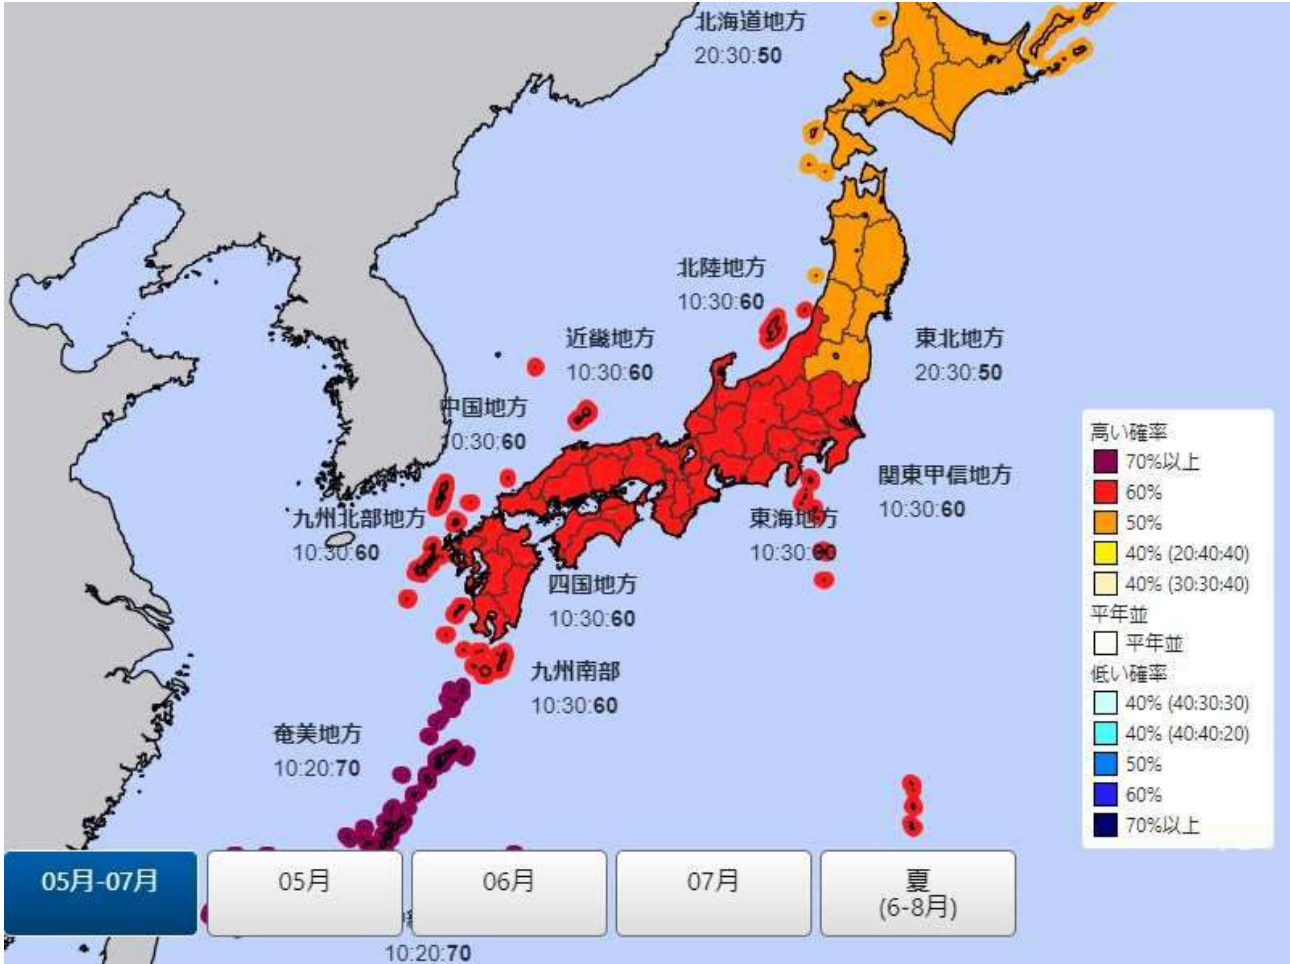 北海道地方
20:30:50
北陸地方
10:30:60
近畿地方
10:30:60
東北地方
20:30:50
中国地方
10:30:60
関東甲信地方
10:30:60
九州北部地方
10:30:60
東海地方
10:30:60
四国地方
10:30:60
九州南部
10:30:60
奄美地方
10:20:70
10:20:70
高い確率
70%以上
60%
50%
40% (20:40:40)
40% (30:30:40)
平年並
平年並
低い確率
40% (40:30:30)
40% (40:40:20)
50%
60%
70%以上
05月-07月
05月
06月
07月
夏
(6-8月)